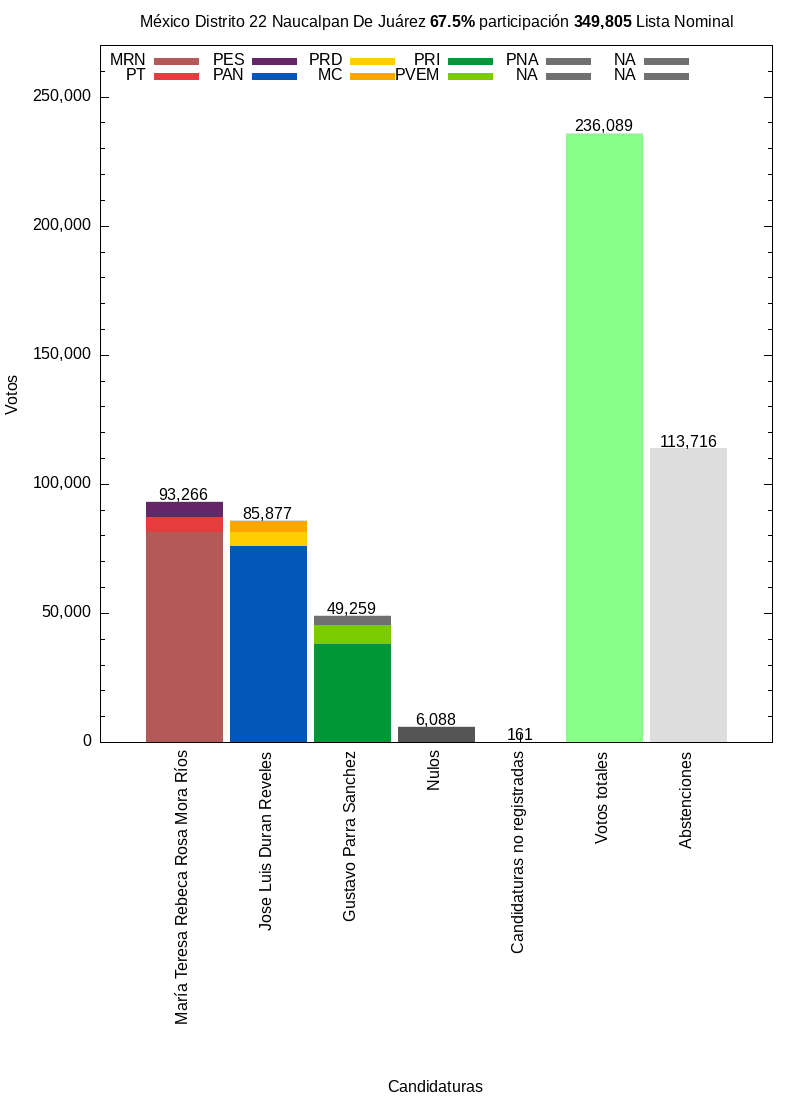 México Distrito 22 Naucalpan De Juárez 67.5% participación 349,805 Lista Nominal
MRN PES PRD PRI PNA NA
PT PAN MC PVEM NA NA
250,000
200,000
150,000
100,000
50,000
0
Votos
93,266
85,877
49,259
6,088
161
236,089
113,716
María Teresa Rebeca Rosa Mora Ríos
Jose Luis Duran Reveles
Gustavo Parra Sanchez
Nulos
Candidaturas no registradas
Votos totales
Abstenciones
Candidaturas